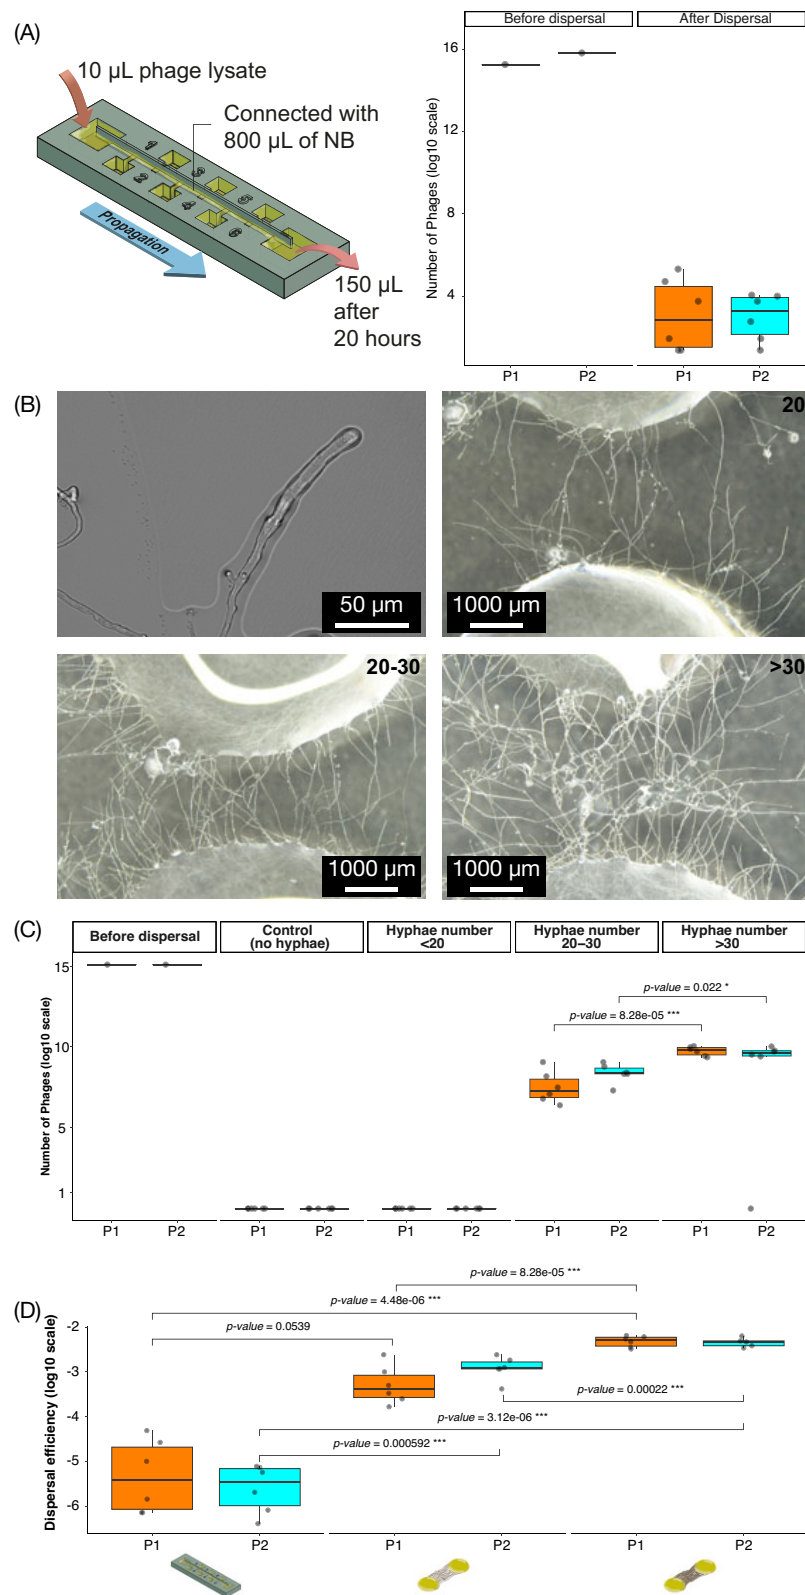 (A)
10 µL phage lysate
Connected with
800 µL of NB
1
2
3
4
5
6
Propagation
150 µL
after
20 hours
Before dispersal
After Dispersal
Number of Phages (log10 scale)
16
12
8
4
P1
P2
P1
P2
(B)
50 µm
20
1000 µm
20-30
1000 µm
>30
1000 µm
(C)
Before dispersal
Control
(no hyphae)
Hyphae number
<20
Hyphae number
20–30
Hyphae number
>30
Number of Phages (log10 scale)
15
10
5
1
p-value = 0.022 *
p-value = 8.28e-05 ***
P1
P2
P1
P2
P1
P2
P1
P2
P1
P2
(D)
Dispersal efficiency (log10 scale)
-2
-3
-4
-5
-6
p-value = 8.28e-05 ***
p-value = 4.48e-06 ***
p-value = 0.0539
p-value = 0.00022 ***
p-value = 3.12e-06 ***
p-value = 0.000592 ***
P1
P2
P1
P2
P1
P2